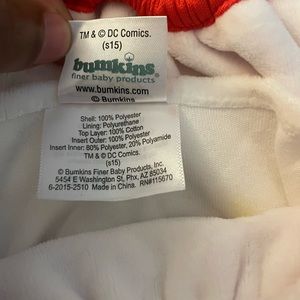 TM & © DC Comics.
(s15)
bumkins
finer baby products
www.bumkins.com
© Bumkins
Shell: 100% Polyester
Lining: Polyurethane
Top Layer: 100% Cotton
Insert Outer: 100% Polyester
Insert Inner: 80% Polyester, 20% Polyamide
TM & © DC Comics.
(s15)
© Bumkins Finer Baby Products, Inc.
5454 E Washington St. Phx, AZ 85034
6-2015-2510 RN#115670
Made in China